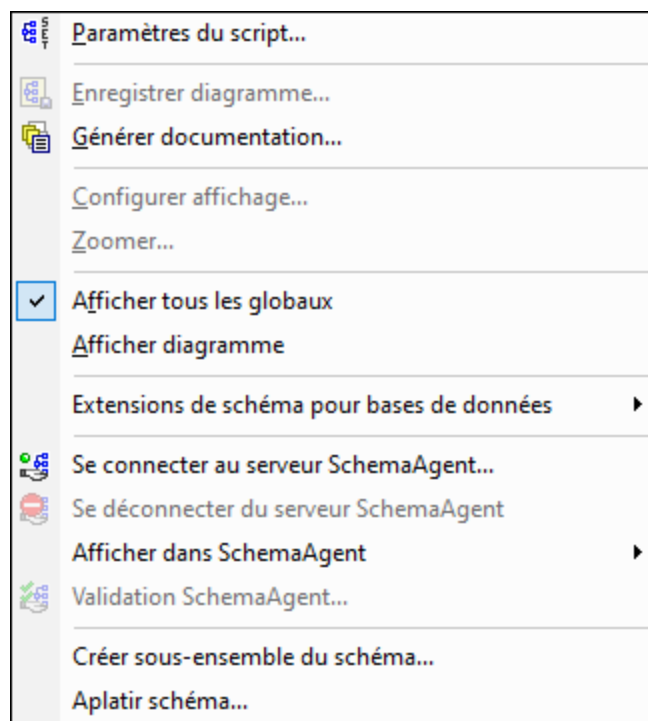 Paramètres du script...
Enregistrer diagramme...
Générer documentation...
Configurer affichage...
Zoomer...
Afficher tous les globaux
Afficher diagramme
Extensions de schéma pour bases de données
Se connecter au serveur SchemaAgent...
Se déconnecter du serveur SchemaAgent
Afficher dans SchemaAgent
Validation SchemaAgent...
Créer sous-ensemble du schéma...
Aplatir schéma...